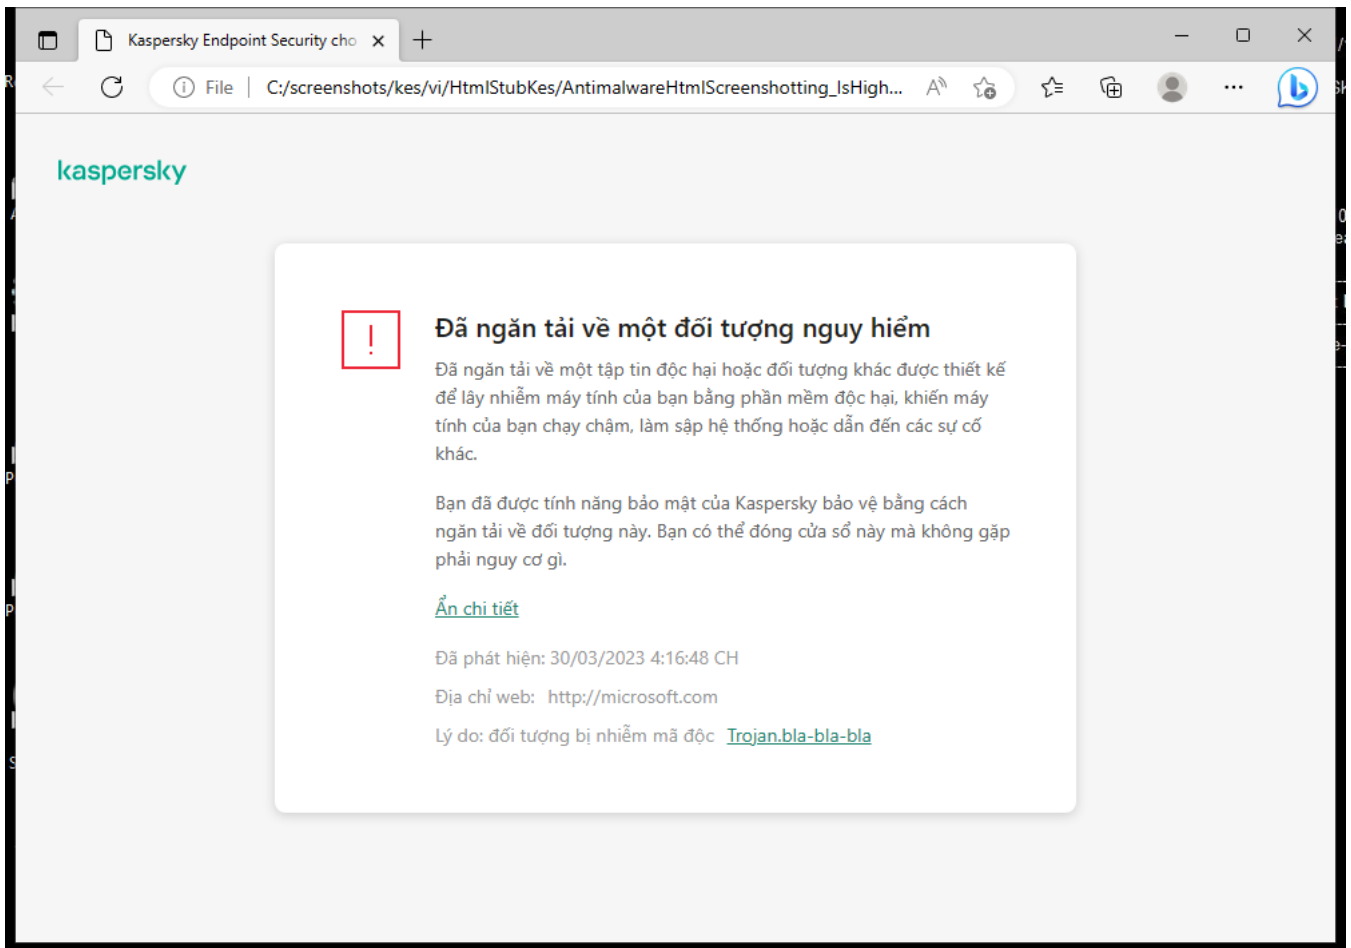 Kaspersky Endpoint Security cho
File
C:/screenshots/kes/vi/HtmlStubKes/AntimalwareHtmlScreenshotting_IsHigh...
kaspersky
Đã ngăn tải về một đối tượng nguy hiểm
Đã ngăn tải về một tập tin độc hại hoặc đối tượng khác được thiết kế
để lây nhiễm máy tính của bạn bằng phần mềm độc hại, khiến máy
tính của bạn chạy chậm, làm sập hệ thống hoặc dẫn đến các sự cố
khác.
Bạn đã được tính năng bảo mật của Kaspersky bảo vệ bằng cách
ngăn tải về đối tượng này. Bạn có thể đóng cửa sổ này mà không gặp
phải nguy cơ gì.
Ẩn chi tiết
Đã phát hiện: 30/03/2023 4:16:48 CH
Địa chỉ web: http://microsoft.com
Lý do: đối tượng bị nhiễm mã độc Trojan.bla-bla-bla